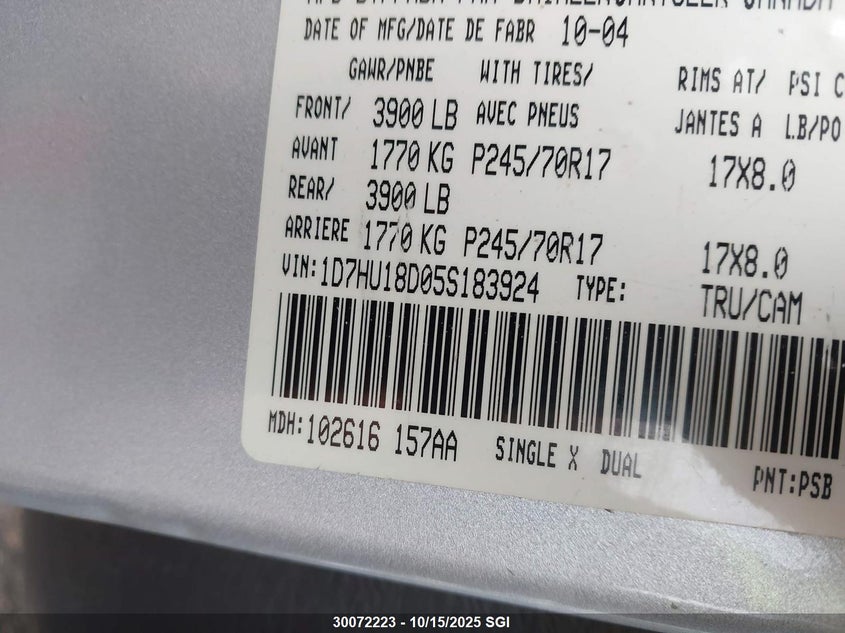 DATE OF MFG/DATE DE FABR 10-04
GAWR/PNBE WITH TIRES/ RIMS AT/ PSI C
FRONT/ 3900 LB AVEC PNEUS JANTES A LB/PO
AVANT 1770 KG P245/70R17 17X8.0
REAR/ 3900 LB
ARRIERE 1770 KG P245/70R17 17X8.0
VIN:1D7HU18D05S183924 TYPE: TRU/CAM
MDH:102616 157AA SINGLE X DUAL PNT:PSB
30072223 - 10/15/2025 SGI